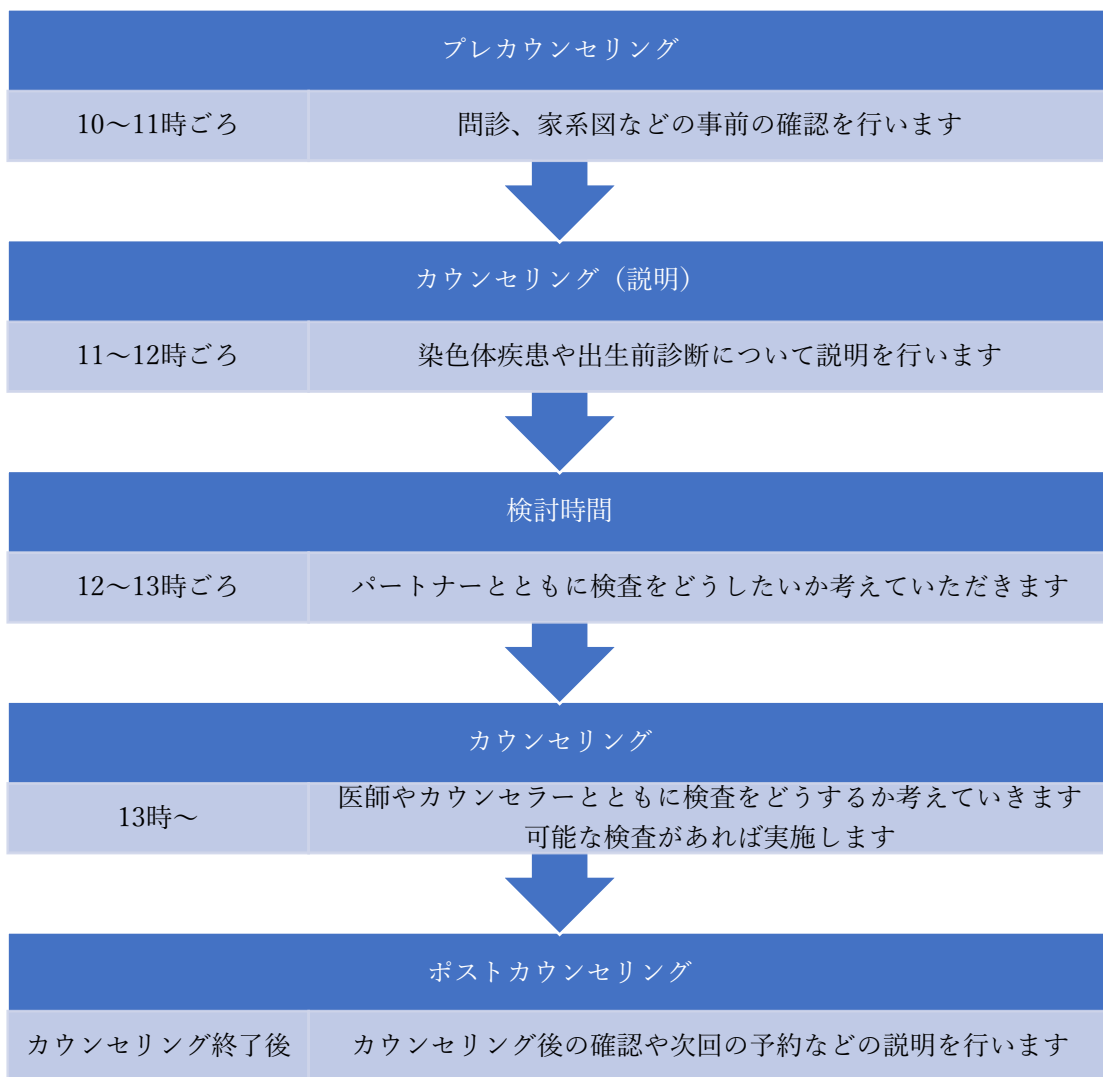 プレカウンセリング
10～11時ごろ
問診、家系図などの事前の確認を行います
カウンセリング（説明）
11～12時ごろ
染色体疾患や出生前診断について説明を行います
検討時間
12～13時ごろ
パートナーとともに検査をどうしたいか考えていただきます
カウンセリング
13時～
医師やカウンセラーとともに検査をどうするか考えていきます
可能な検査があれば実施します
ポストカウンセリング
カウンセリング終了後
カウンセリング後の確認や次回の予約などの説明を行います